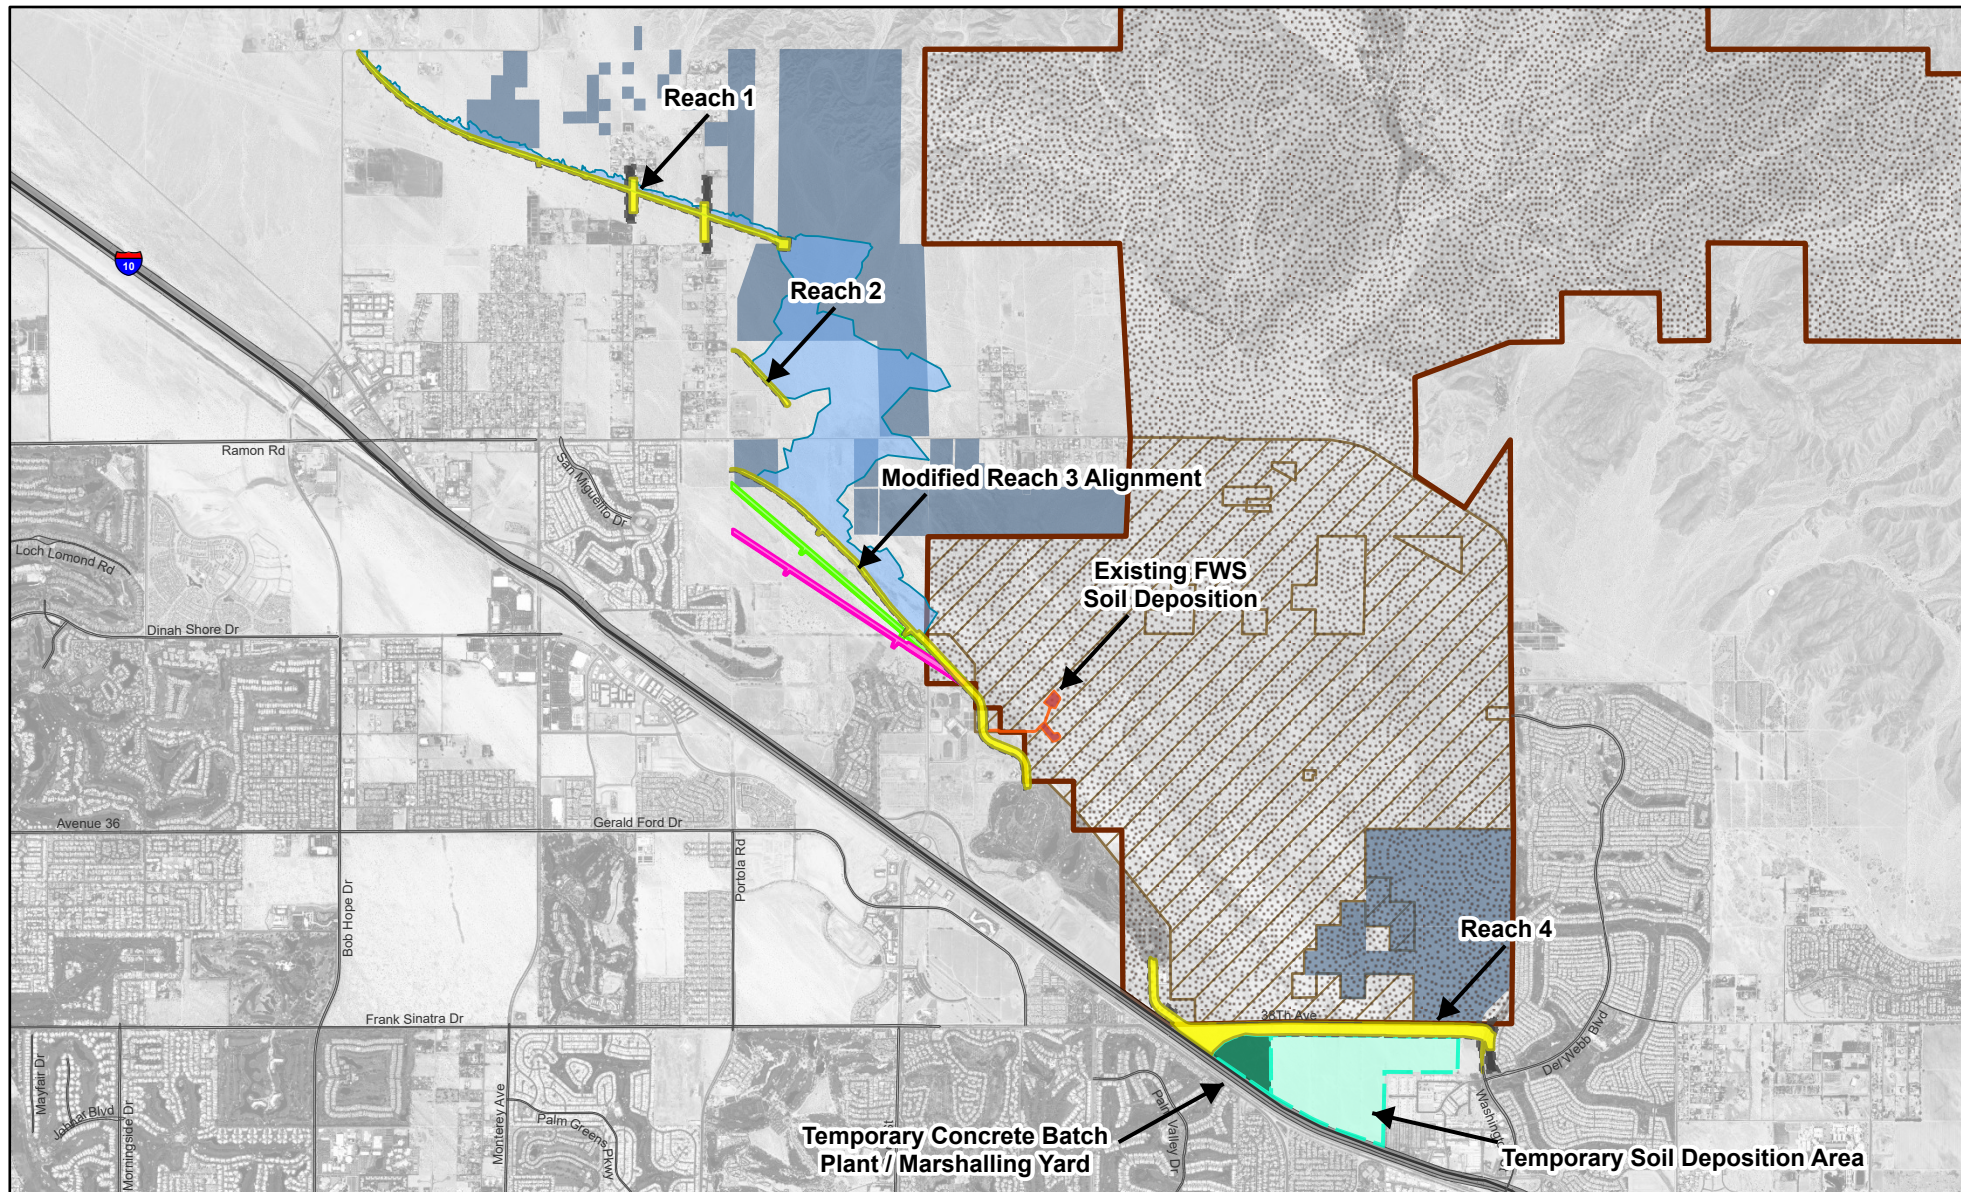 Reach 1
10
Reach 2
Ramon Rd
San Miguelito Dr
Modified Reach 3 Alignment
Loch Lomond Rd
Existing FWS
Soil Deposition
Dinah Shore Dr
Avenue 36
Gerald Ford Dr
Portola Rd
Bob Hope Dr
Reach 4
Frank Sinatra Dr
38Th Ave
Del Webb Blvd
Mayfair Dr
Johnal Blvd
Morningside Dr
Monterey Ave
Palm Greens Pkwy
Temporary Concrete Batch
Plant / Marshalling Yard
Temporary Soil Deposition Area